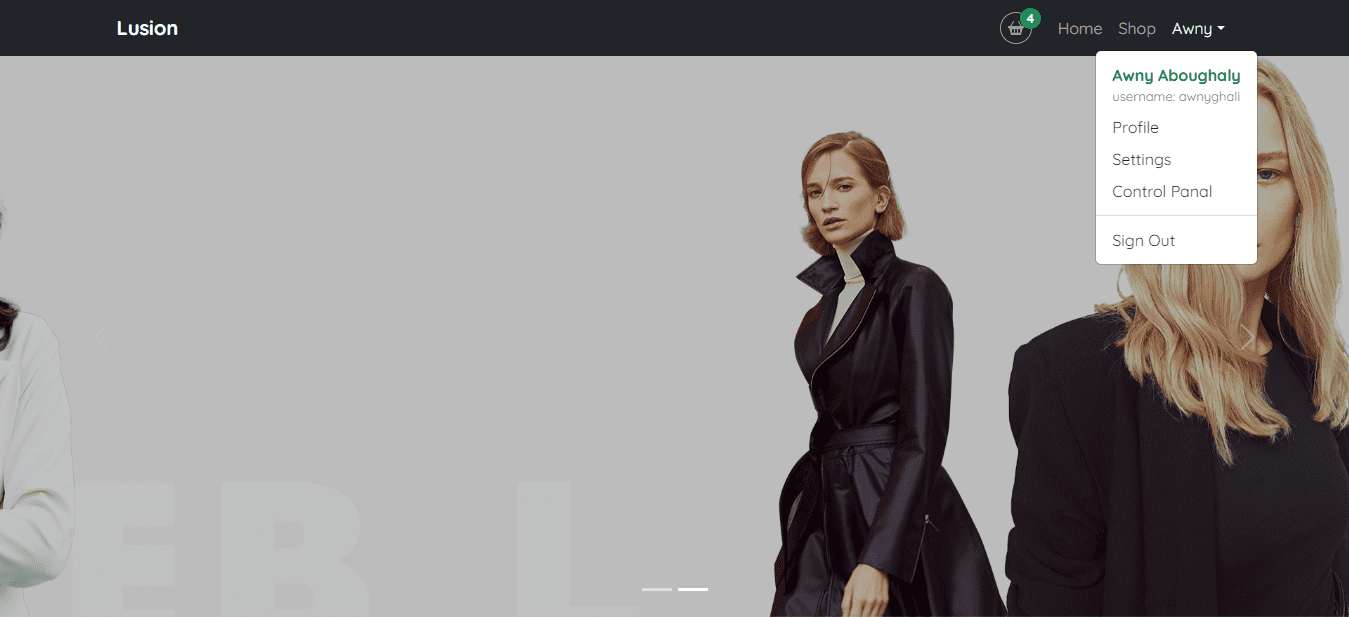 Lusion
4
Home
Shop
Awny
Awny Aboughaly
username: awnyghali
Profile
Settings
Control Panal
Sign Out
EB L